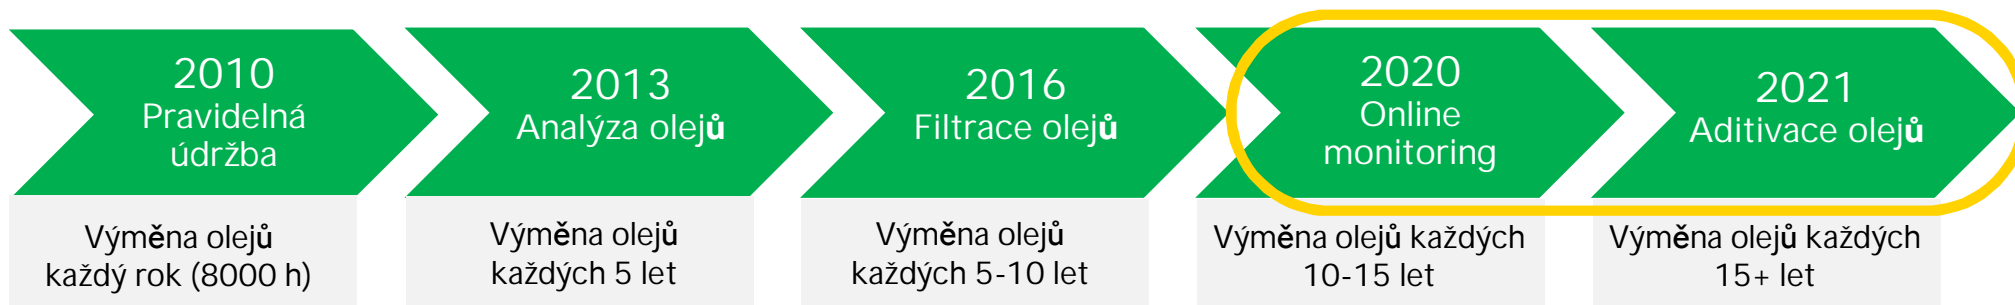 2010
Pravidelná
údržba
Výměna olejů
každý rok (8000 h)
2013
Analýza olejů
Výměna olejů
každých 5 let
2016
Filtrace olejů
Výměna olejů
každých 5-10 let
2020
Online
monitoring
Výměna olejů každých
10-15 let
2021
Aditivace olejů
Výměna olejů každých
15+ let